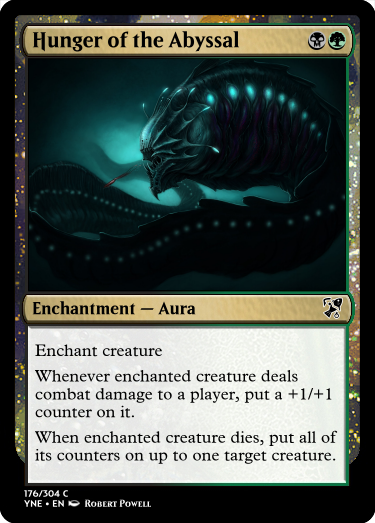 Hunger of the Abyssal
Enchantment — Aura
Enchant creature
Whenever enchanted creature deals
combat damage to a player, put a +1/+1
counter on it.
When enchanted creature dies, put all of
its counters on up to one target creature.
176/304 C
YNE • EN Robert Powell